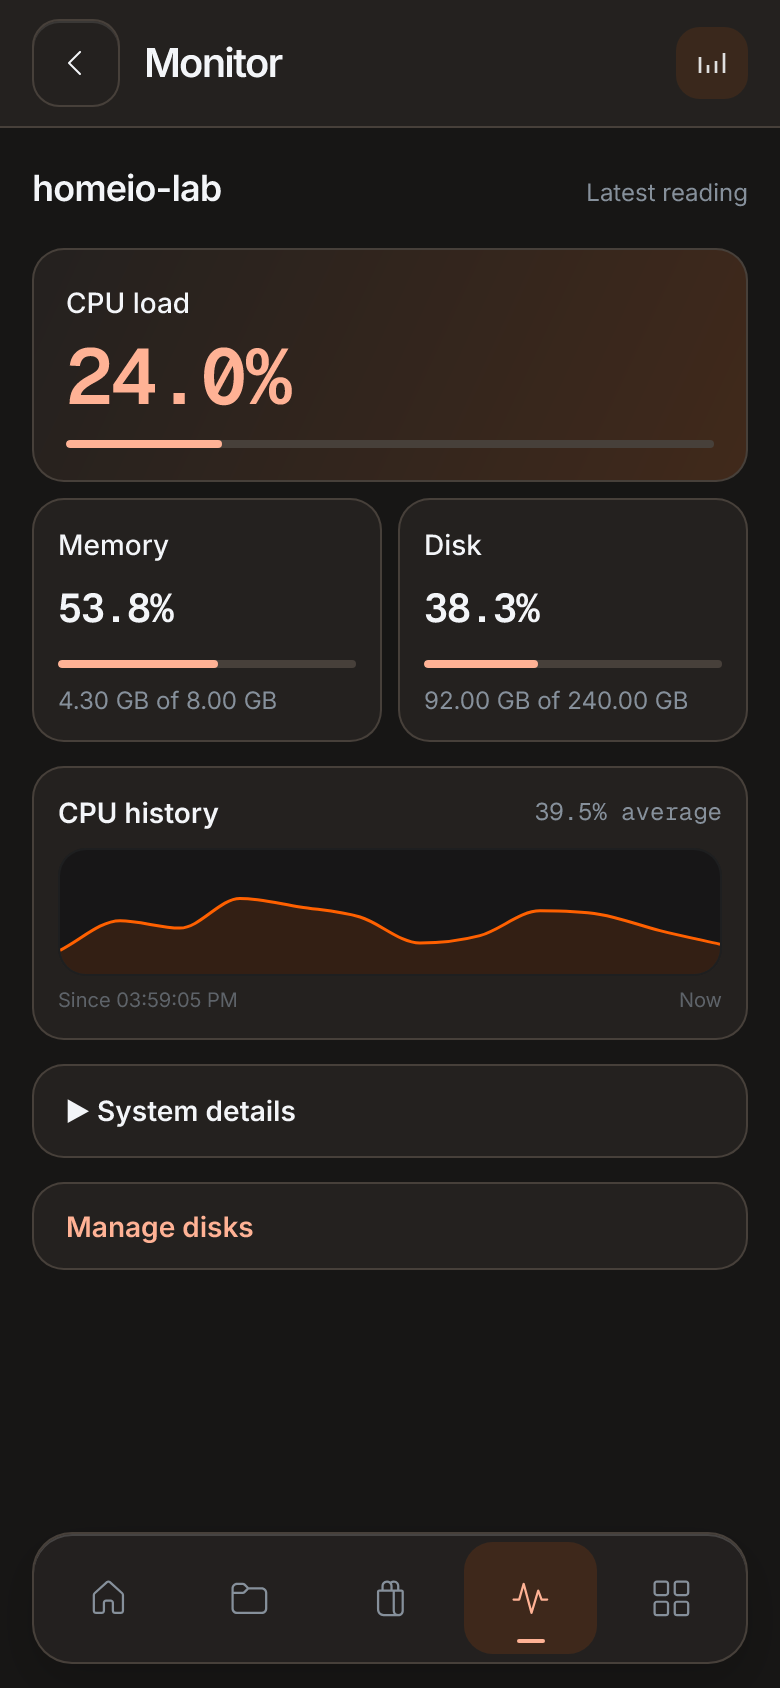 Monitor
homeio-lab
Latest reading
CPU load
24.0%
Memory
53.8%
4.30 GB of 8.00 GB
Disk
38.3%
92.00 GB of 240.00 GB
CPU history
39.5% average
Since 03:59:05 PM
Now
System details
Manage disks